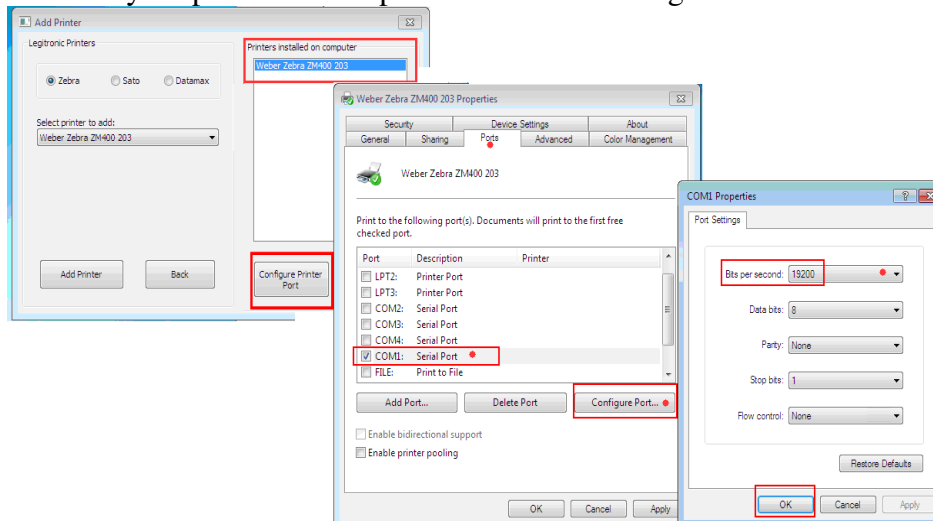 Add Printer
Legitronic Printers
Zebra
Sato
Datamax
Select printer to add:
Weber Zebra ZM400 203
Add Printer
Back
Printers installed on computer
Weber Zebra ZM400 203
Configure Printer
Port
Weber Zebra ZM400 203 Properties
Security
Device Settings
About
General
Sharing
Ports
Advanced
Color Management
Weber Zebra ZM400 203
Print to the following port(s). Documents will print to the first free
checked port.
Port Description Printer
LPT2: Printer Port
LPT3: Printer Port
COM2: Serial Port
COM3: Serial Port
COM4: Serial Port
COM1: Serial Port
FILE: Print to File
Add Port...
Delete Port
Configure Port...
Enable bidirectional support
Enable printer pooling
OK
Cancel
Apply
COM1 Properties
Port Settings
Bits per second: 19200
Data bits: 8
Parity: None
Stop bits: 1
Flow control: None
Restore Defaults
OK
Cancel
Apply